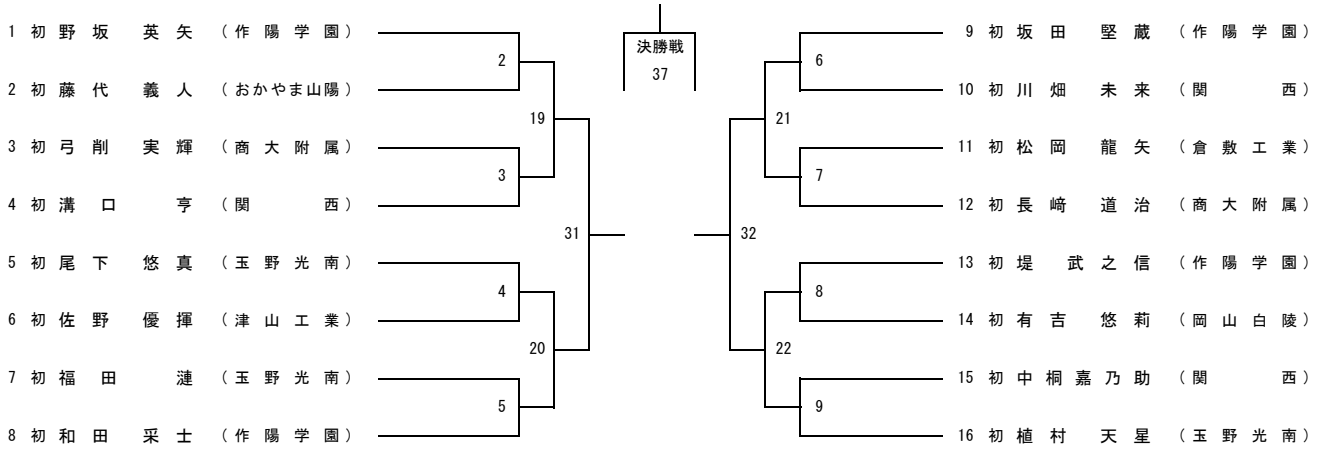 1 初 野坂 英矢 (作陽学園)
2 初 藤代 義人 (おかやま山陽)
3 初 弓削 実輝 (商大附属)
4 初 溝口 亨 (関西)
5 初 尾下 悠真 (玉野光南)
6 初 佐野 優揮 (津山工業)
7 初 福田 漣 (玉野光南)
8 初 和田 采士 (作陽学園)
2
3
4
5
19
20
31
決勝戦
37
32
21
22
6
7
8
9
9 初 坂田 堅蔵 (作陽学園)
10 初 川畑 未来 (関西)
11 初 松岡 龍矢 (倉敷工業)
12 初 長﨑 道治 (商大附属)
13 初 堤 武之信 (作陽学園)
14 初 有吉 悠莉 (岡山白陵)
15 初 中桐嘉乃助 (関西)
16 初 植村 天星 (玉野光南)